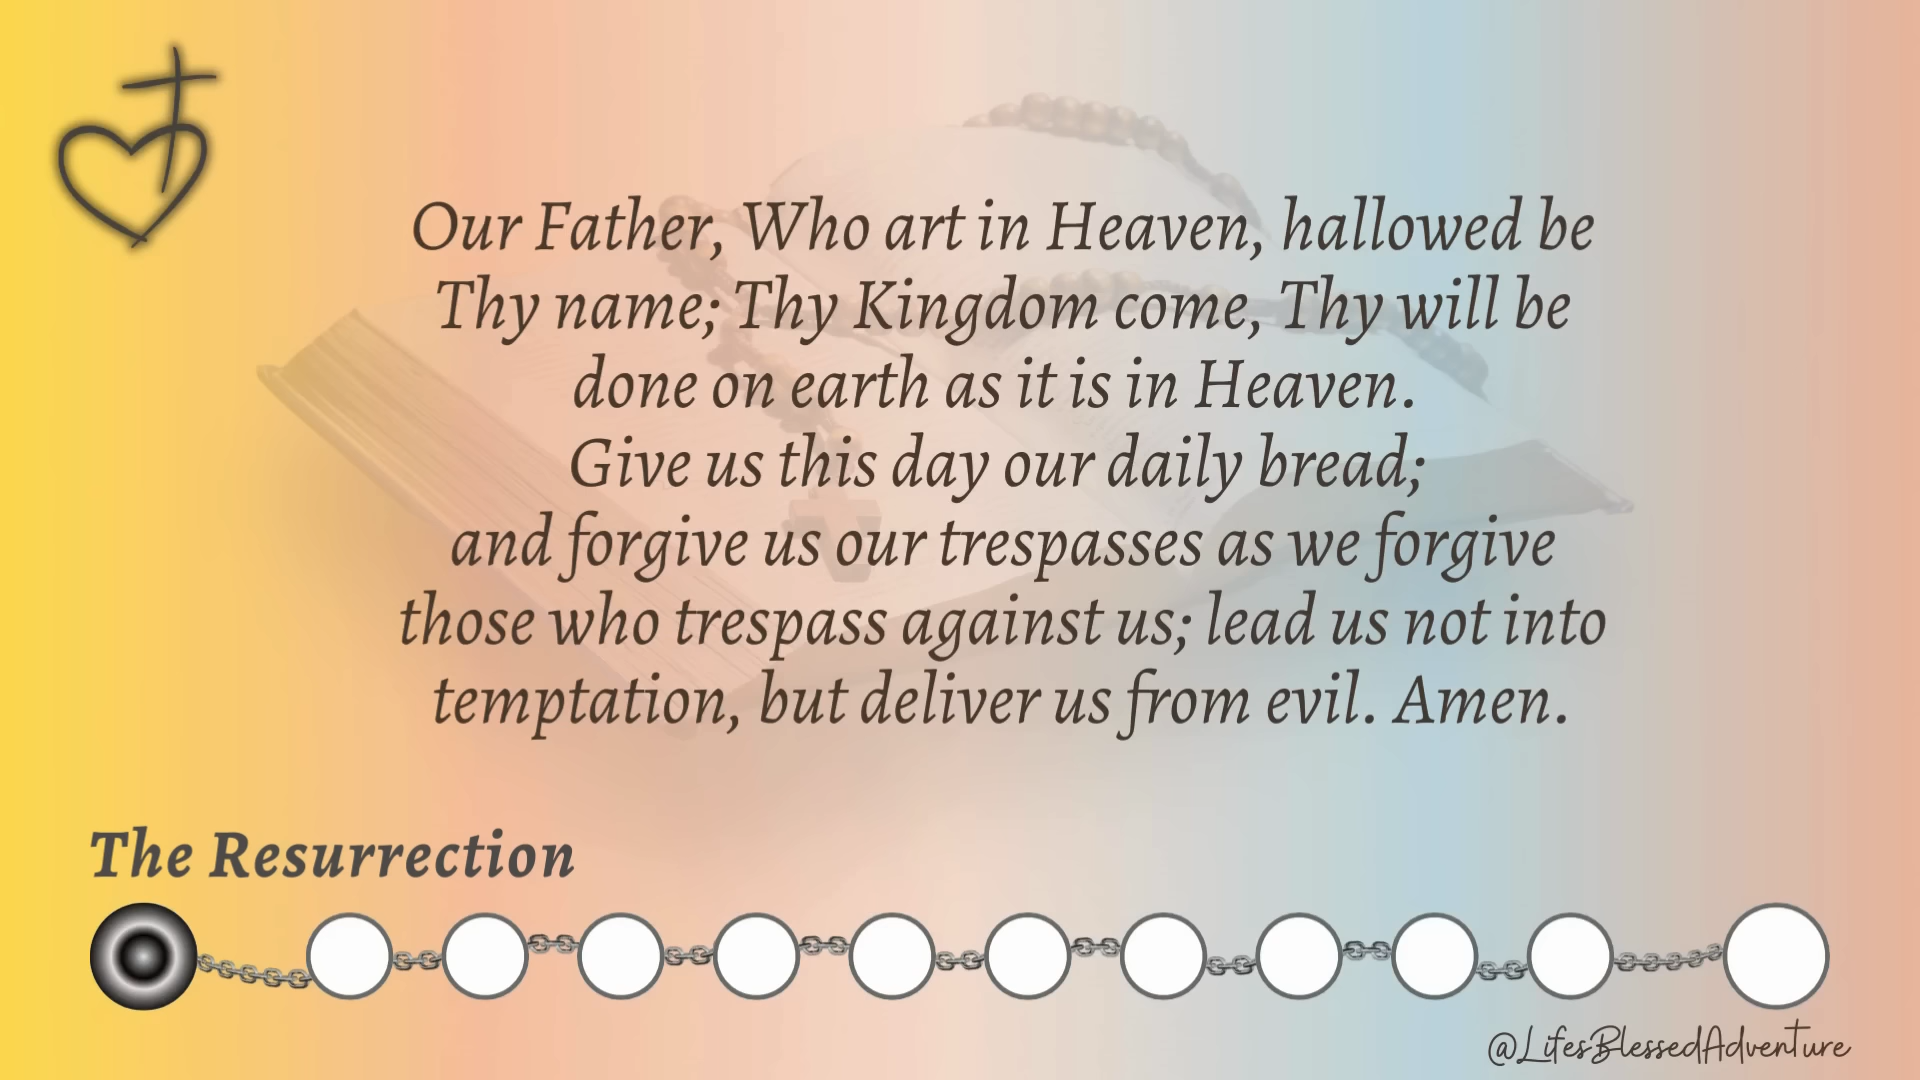 Our Father, Who art in Heaven, hallowed be
Thy name; Thy Kingdom come, Thy will be
done on earth as it is in Heaven.
Give us this day our daily bread;
and forgive us our trespasses as we forgive
those who trespass against us; lead us not into
temptation, but deliver us from evil. Amen.
The Resurrection
@LifesBlessedAdventure